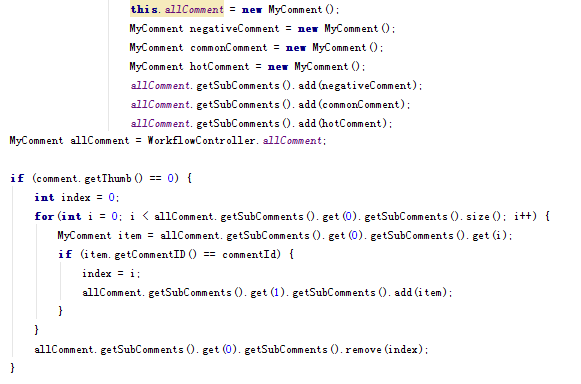 this.allComment = new MyComment();
MyComment negativeComment = new MyComment();
MyComment commonComment = new MyComment();
MyComment hotComment = new MyComment();
allComment.getSubComments().add(negativeComment);
allComment.getSubComments().add(commonComment);
allComment.getSubComments().add(hotComment);
MyComment allComment = WorkflowController.allComment;
if (comment.getThumb() == 0) {
int index = 0;
for(int i = 0; i < allComment.getSubComments().get(0).getSubComments().size(); i++) {
MyComment item = allComment.getSubComments().get(0).getSubComments().get(i);
if (item.getCommentID() == commentId) {
index = i;
allComment.getSubComments().get(1).getSubComments().add(item);
}
}
allComment.getSubComments().get(0).getSubComments().remove(index);
}